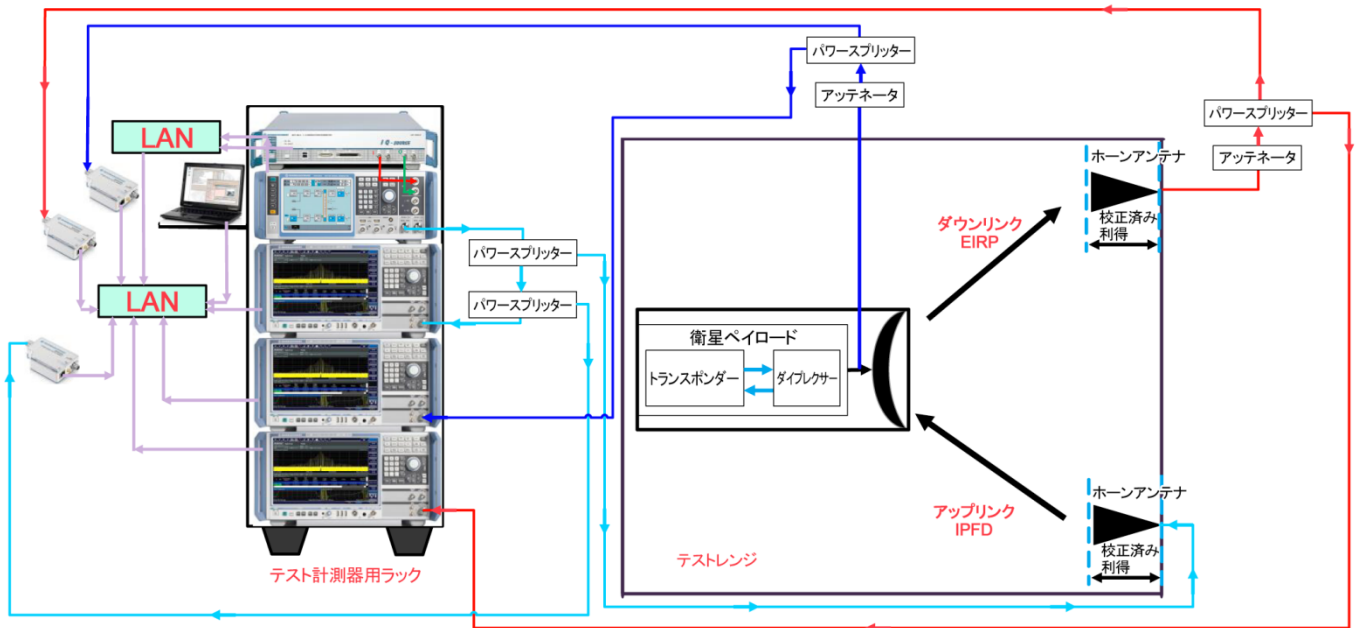 パワースプリッター
アッテネータ
パワースプリッター
アッテネータ
LAN
ホーンアンテナ
校正済み
利得
ダウンリンク
EIRP
パワースプリッター
パワースプリッター
LAN
衛星ペイロード
トランスポンダー
ダイプレクサー
アップリンク
IPFD
ホーンアンテナ
校正済み
利得
テストレンジ
テスト計測器用ラック